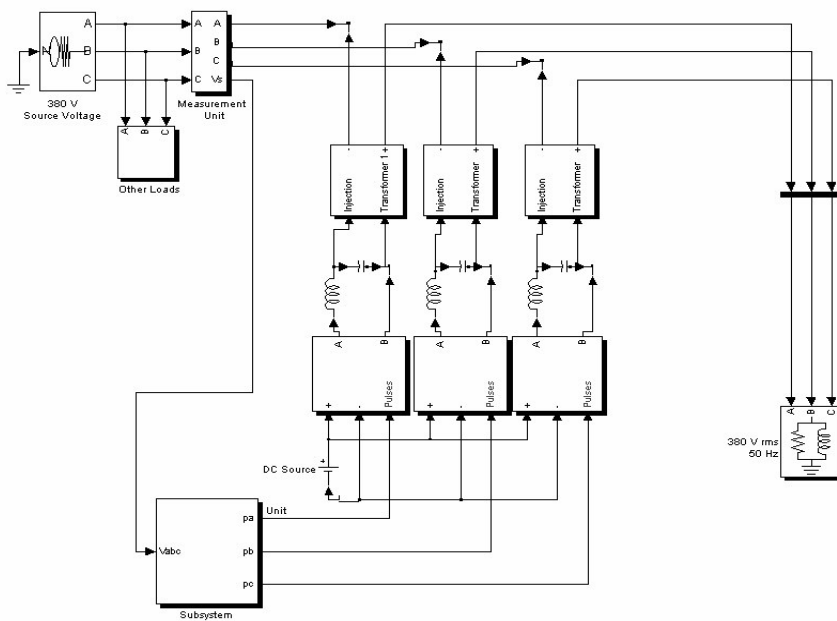 A
B
C
A
B
C
A
B
C
Vs
380 V
Source Voltage
Measurement
Unit
A
B
C
Other Loads
-
+
-
+
-
+
Injection
Transformer 1
Injection
Transformer
Injection
Transformer
A
B
A
B
A
B
+
-
Pulses
+
-
Pulses
+
-
Pulses
A
B
C
380 V rms
50 Hz
+
DC Source
Unit
Vabc
pa
pb
pc
Subsystem